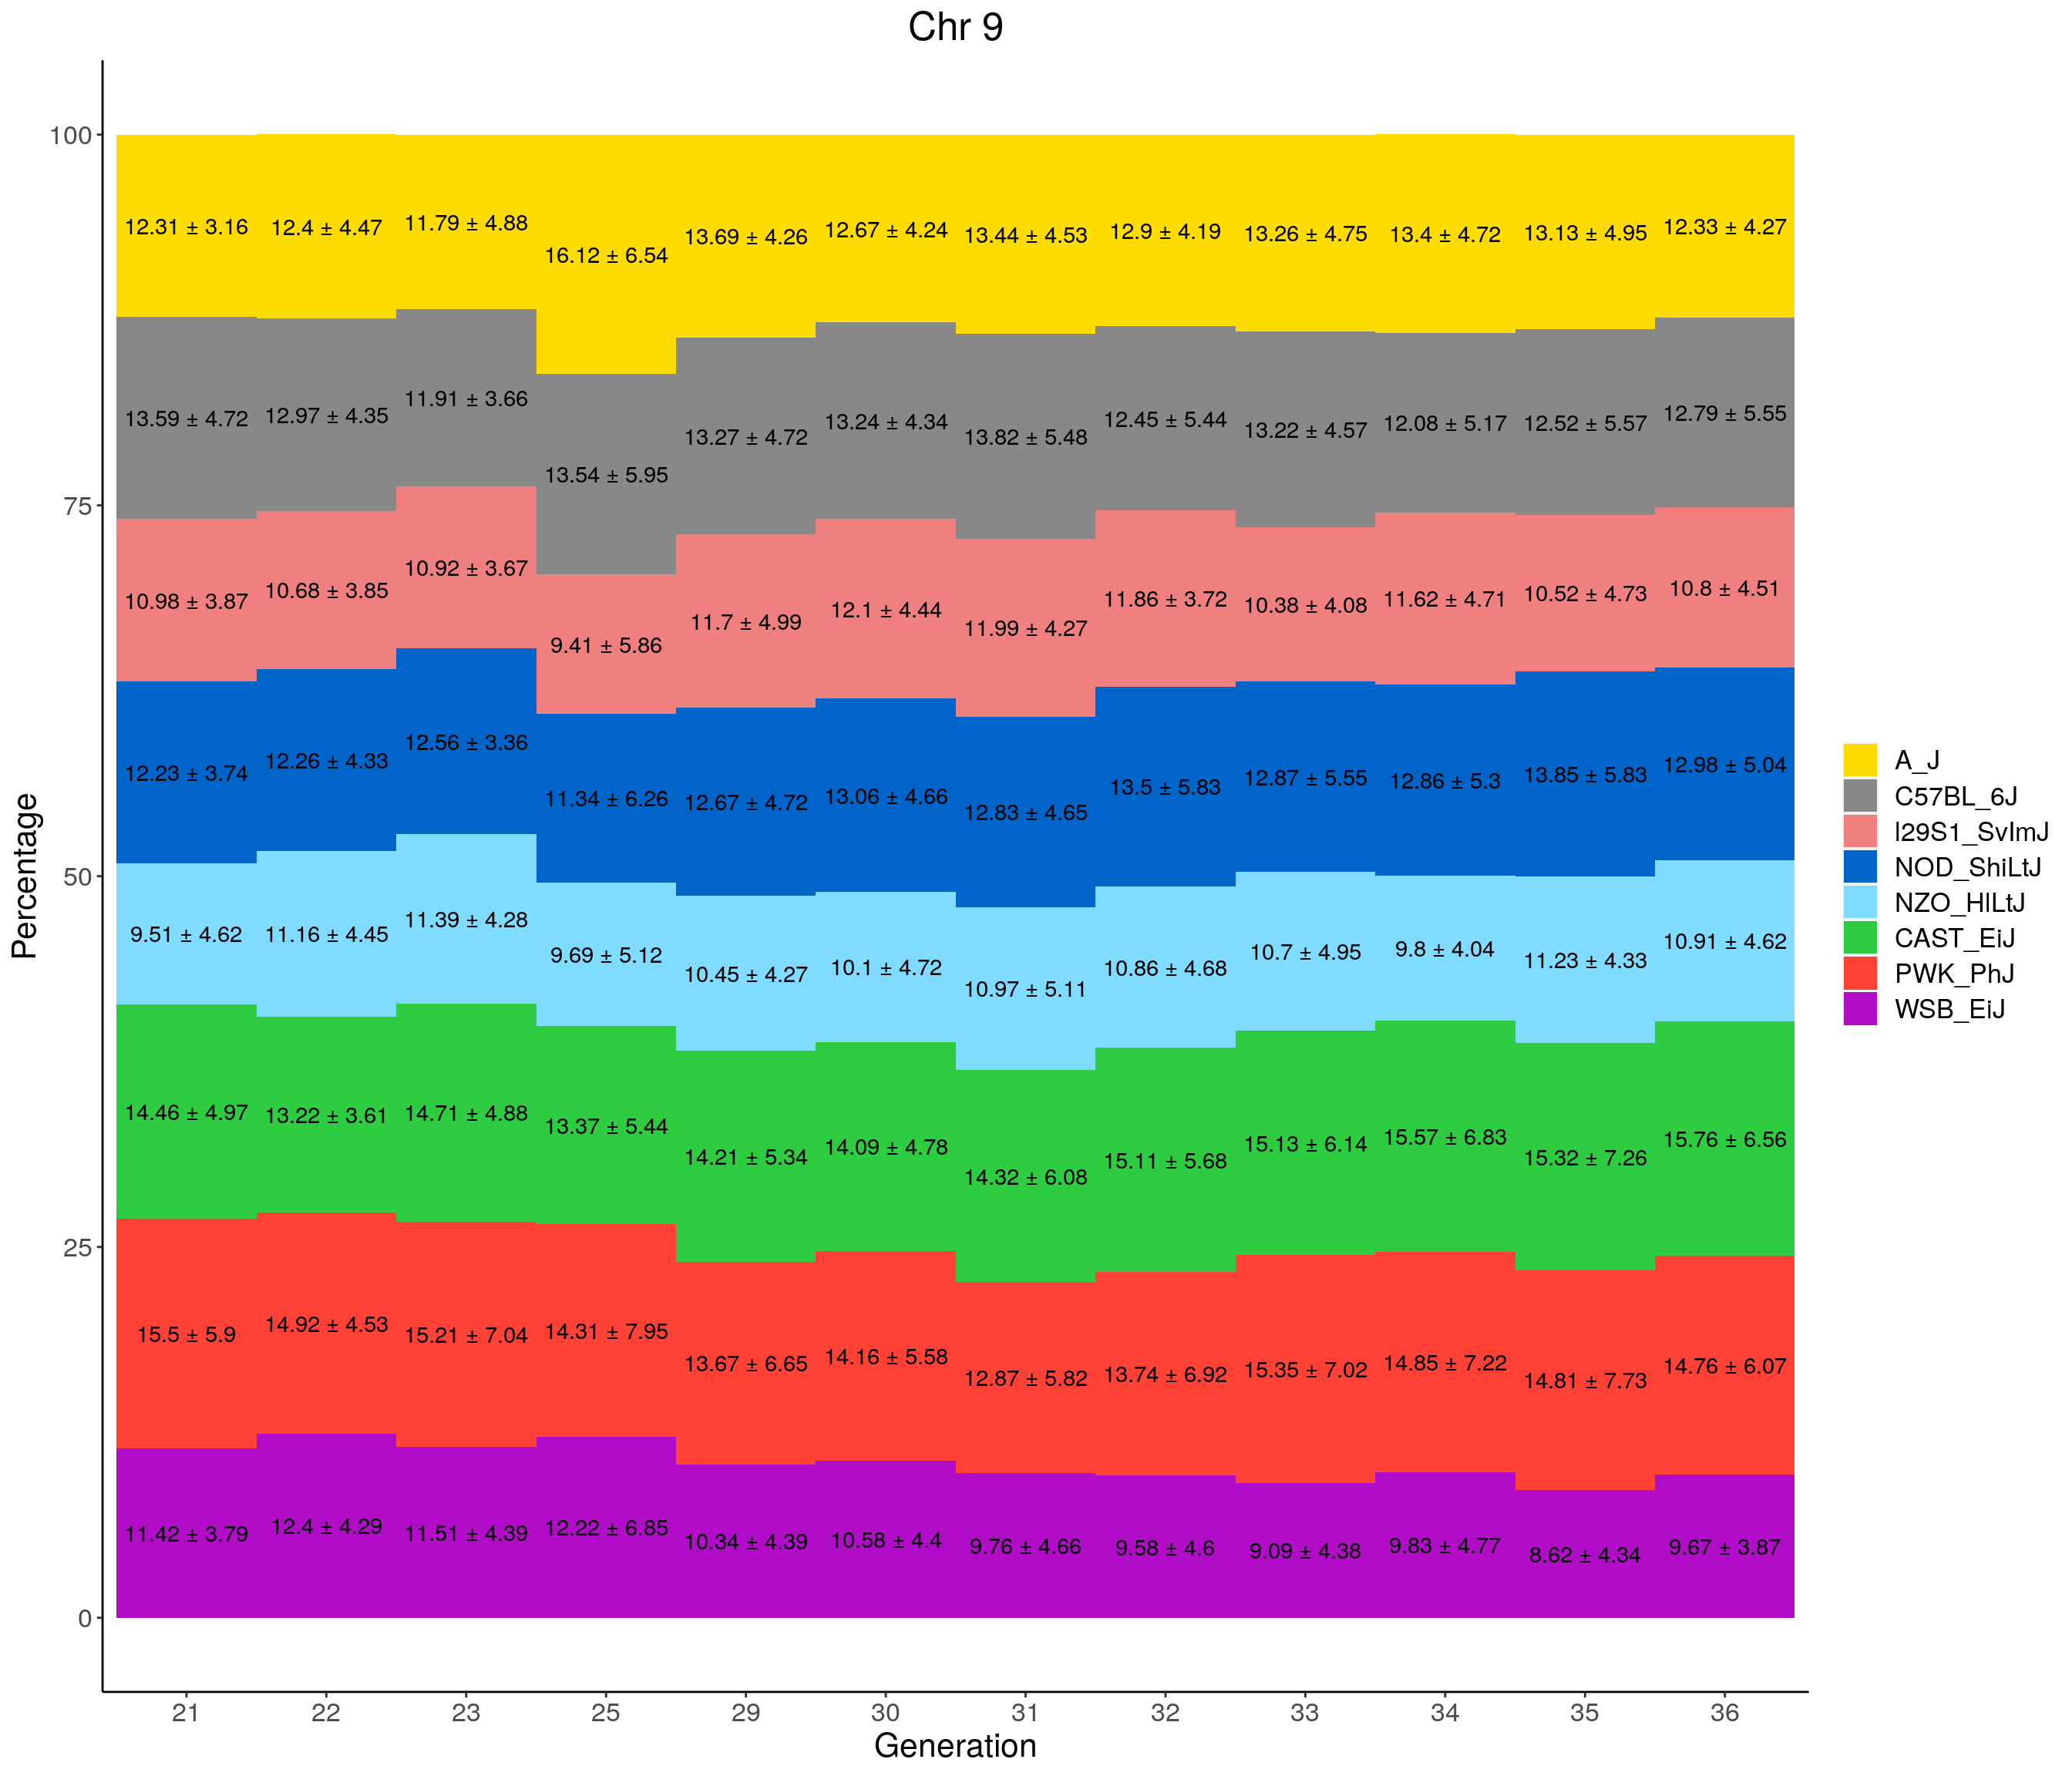 Chr 9
Percentage
100
75
50
25
0
12.31 ± 3.16 12.4 ± 4.47 11.79 ± 4.88 16.12 ± 6.54 13.69 ± 4.26 12.67 ± 4.24 13.44 ± 4.53 12.9 ± 4.19 13.26 ± 4.75 13.4 ± 4.72 13.13 ± 4.95 12.33 ± 4.27
13.59 ± 4.72 12.97 ± 4.35 11.91 ± 3.66 13.54 ± 5.95 13.27 ± 4.72 13.24 ± 4.34 13.82 ± 5.48 12.45 ± 5.44 13.22 ± 4.57 12.08 ± 5.17 12.52 ± 5.57 12.79 ± 5.55
10.98 ± 3.87 10.68 ± 3.85 10.92 ± 3.67 9.41 ± 5.86 11.7 ± 4.99 12.1 ± 4.44 11.99 ± 4.27 11.86 ± 3.72 10.38 ± 4.08 11.62 ± 4.71 10.52 ± 4.73 10.8 ± 4.51
12.23 ± 3.74 12.26 ± 4.33 12.56 ± 3.36 11.34 ± 6.26 12.67 ± 4.72 13.06 ± 4.66 12.83 ± 4.65 13.5 ± 5.83 12.87 ± 5.55 12.86 ± 5.3 13.85 ± 5.83 12.98 ± 5.04
9.51 ± 4.62 11.16 ± 4.45 11.39 ± 4.28 9.69 ± 5.12 10.45 ± 4.27 10.1 ± 4.72 10.97 ± 5.11 10.86 ± 4.68 10.7 ± 4.95 9.8 ± 4.04 11.23 ± 4.33 10.91 ± 4.62
14.46 ± 4.97 13.22 ± 3.61 14.71 ± 4.88 13.37 ± 5.44 14.21 ± 5.34 14.09 ± 4.78 14.32 ± 6.08 15.11 ± 5.68 15.13 ± 6.14 15.57 ± 6.83 15.32 ± 7.26 15.76 ± 6.56
15.5 ± 5.9 14.92 ± 4.53 15.21 ± 7.04 14.31 ± 7.95 13.67 ± 6.65 14.16 ± 5.58 12.87 ± 5.82 13.74 ± 6.92 15.35 ± 7.02 14.85 ± 7.22 14.81 ± 7.73 14.76 ± 6.07
11.42 ± 3.79 12.4 ± 4.29 11.51 ± 4.39 12.22 ± 6.85 10.34 ± 4.39 10.58 ± 4.4 9.76 ± 4.66 9.58 ± 4.6 9.09 ± 4.38 9.83 ± 4.77 8.62 ± 4.34 9.67 ± 3.87
21 22 23 25 29 30 31 32 33 34 35 36
Generation
A_J
C57BL_6J
l29S1_SvlmJ
NOD_ShiLtJ
NZO_HlLtJ
CAST_EiJ
PWK_PhJ
WSB_EiJ